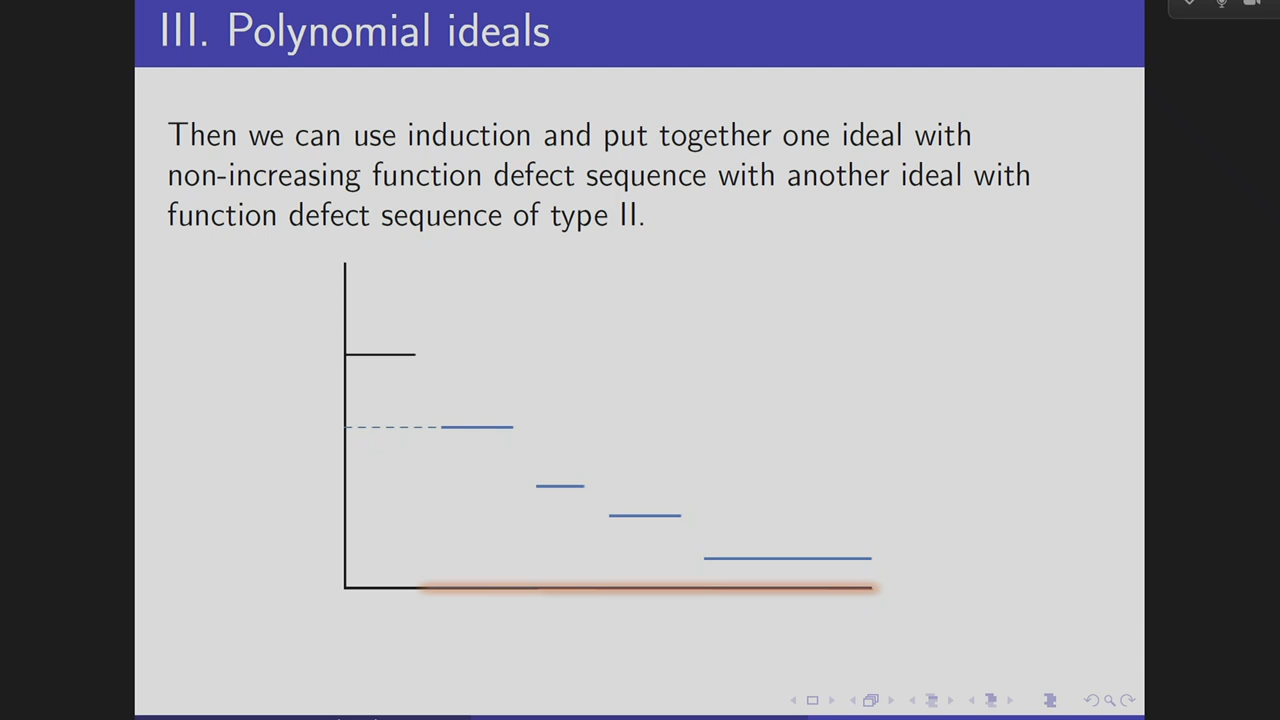 III. Polynomial ideals
Then we can use induction and put together one ideal with
non-increasing function defect sequence with another ideal with
function defect sequence of type II.